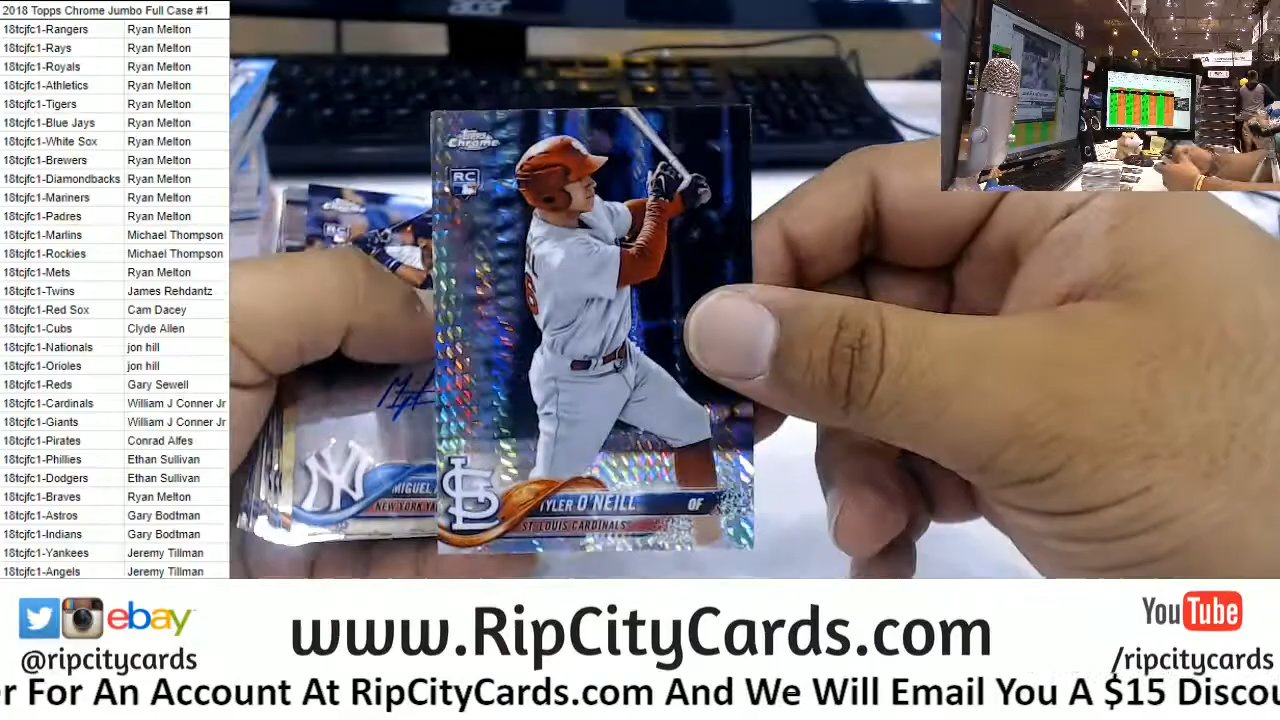 2018 Topps Chrome Jumbo Full Case #1
18tcjfc1-Rangers Ryan Melton
18tcjfc1-Rays Ryan Melton
18tcjfc1-Royals Ryan Melton
18tcjfc1-Athletics Ryan Melton
18tcjfc1-Tigers Ryan Melton
18tcjfc1-Blue Jays Ryan Melton
18tcjfc1-White Sox Ryan Melton
18tcjfc1-Brewers Ryan Melton
18tcjfc1-Diamondbacks Ryan Melton
18tcjfc1-Mariners Ryan Melton
18tcjfc1-Padres Ryan Melton
18tcjfc1-Marlins Michael Thompson
18tcjfc1-Rockies Michael Thompson
18tcjfc1-Mets Ryan Melton
18tcjfc1-Twins James Rehdantz
18tcjfc1-Red Sox Cam Dacey
18tcjfc1-Cubs Clyde Allen
18tcjfc1-Nationals jon hill
18tcjfc1-Orioles jon hill
18tcjfc1-Reds Gary Sewell
18tcjfc1-Cardinals William J Conner Jr
18tcjfc1-Giants William J Conner Jr
18tcjfc1-Pirates Conrad Alfes
18tcjfc1-Phillies Ethan Sullivan
18tcjfc1-Dodgers Ethan Sullivan
18tcjfc1-Braves Ryan Melton
18tcjfc1-Astros Gary Bodtman
18tcjfc1-Indians Gary Bodtman
18tcjfc1-Yankees Jeremy Tillman
18tcjfc1-Angels Jeremy Tillman
acer
Topps
Chrome
RC
TYLER O'NEILL OF
ST. LOUIS CARDINALS
NY
MIGUEL
NEW YORK YA
ebay
@ripcitycards
www.RipCityCards.com
YouTube
/ripcitycards
er For An Account At RipCityCards.com And We Will Email You A $15 Discou